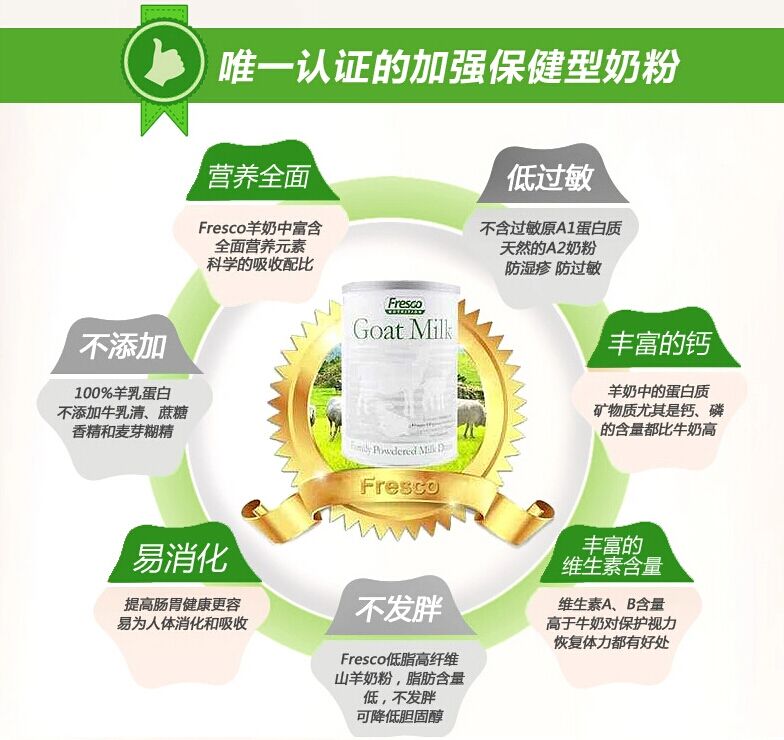 唯一认证的加强保健型奶粉
营养全面
Fresco羊奶中富含
全面营养元素
科学的吸收配比
低过敏
不含过敏原A1蛋白质
天然的A2奶粉
防湿疹 防过敏
不添加
100%羊乳蛋白
不添加牛乳清、蔗糖
香精和麦芽糊精
丰富的钙
羊奶中的蛋白质
矿物质尤其是钙、磷
的含量都比牛奶高
Fresco
NUTRITION
Goat Milk
Family Powdered Milk
Fresco
易消化
提高肠胃健康更容
易为人体消化和吸收
不发胖
Fresco低脂高纤维
山羊奶粉，脂肪含量
低，不发胖
可降低胆固醇
丰富的
维生素含量
维生素A、B含量
高于牛奶对保护视力
恢复体力都有好处